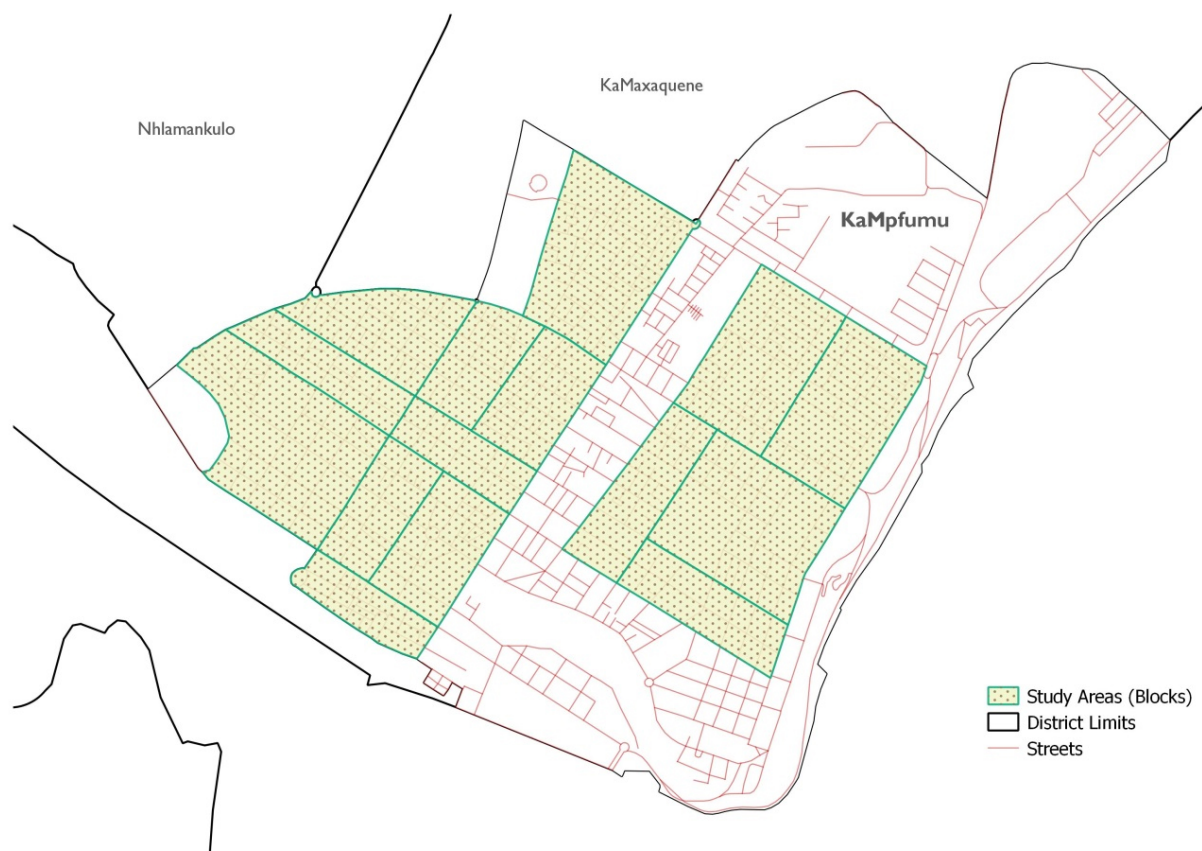 KaMaxaquene
Nhlamankulo
KaMpfumu
Study Areas (Blocks)
District Limits
Streets